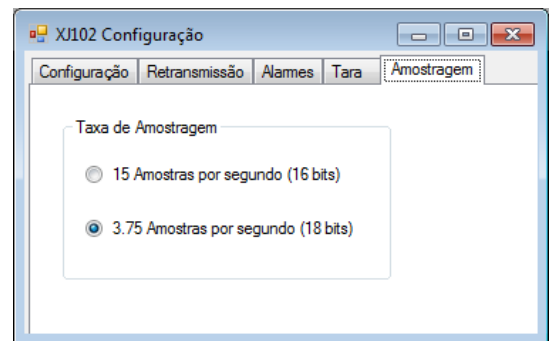 XJ102 Configuração
Configuração Retransmissão Alarmes Tara Amostragem
Taxa de Amostragem
15 Amostras por segundo (16 bits)
3.75 Amostras por segundo (18 bits)